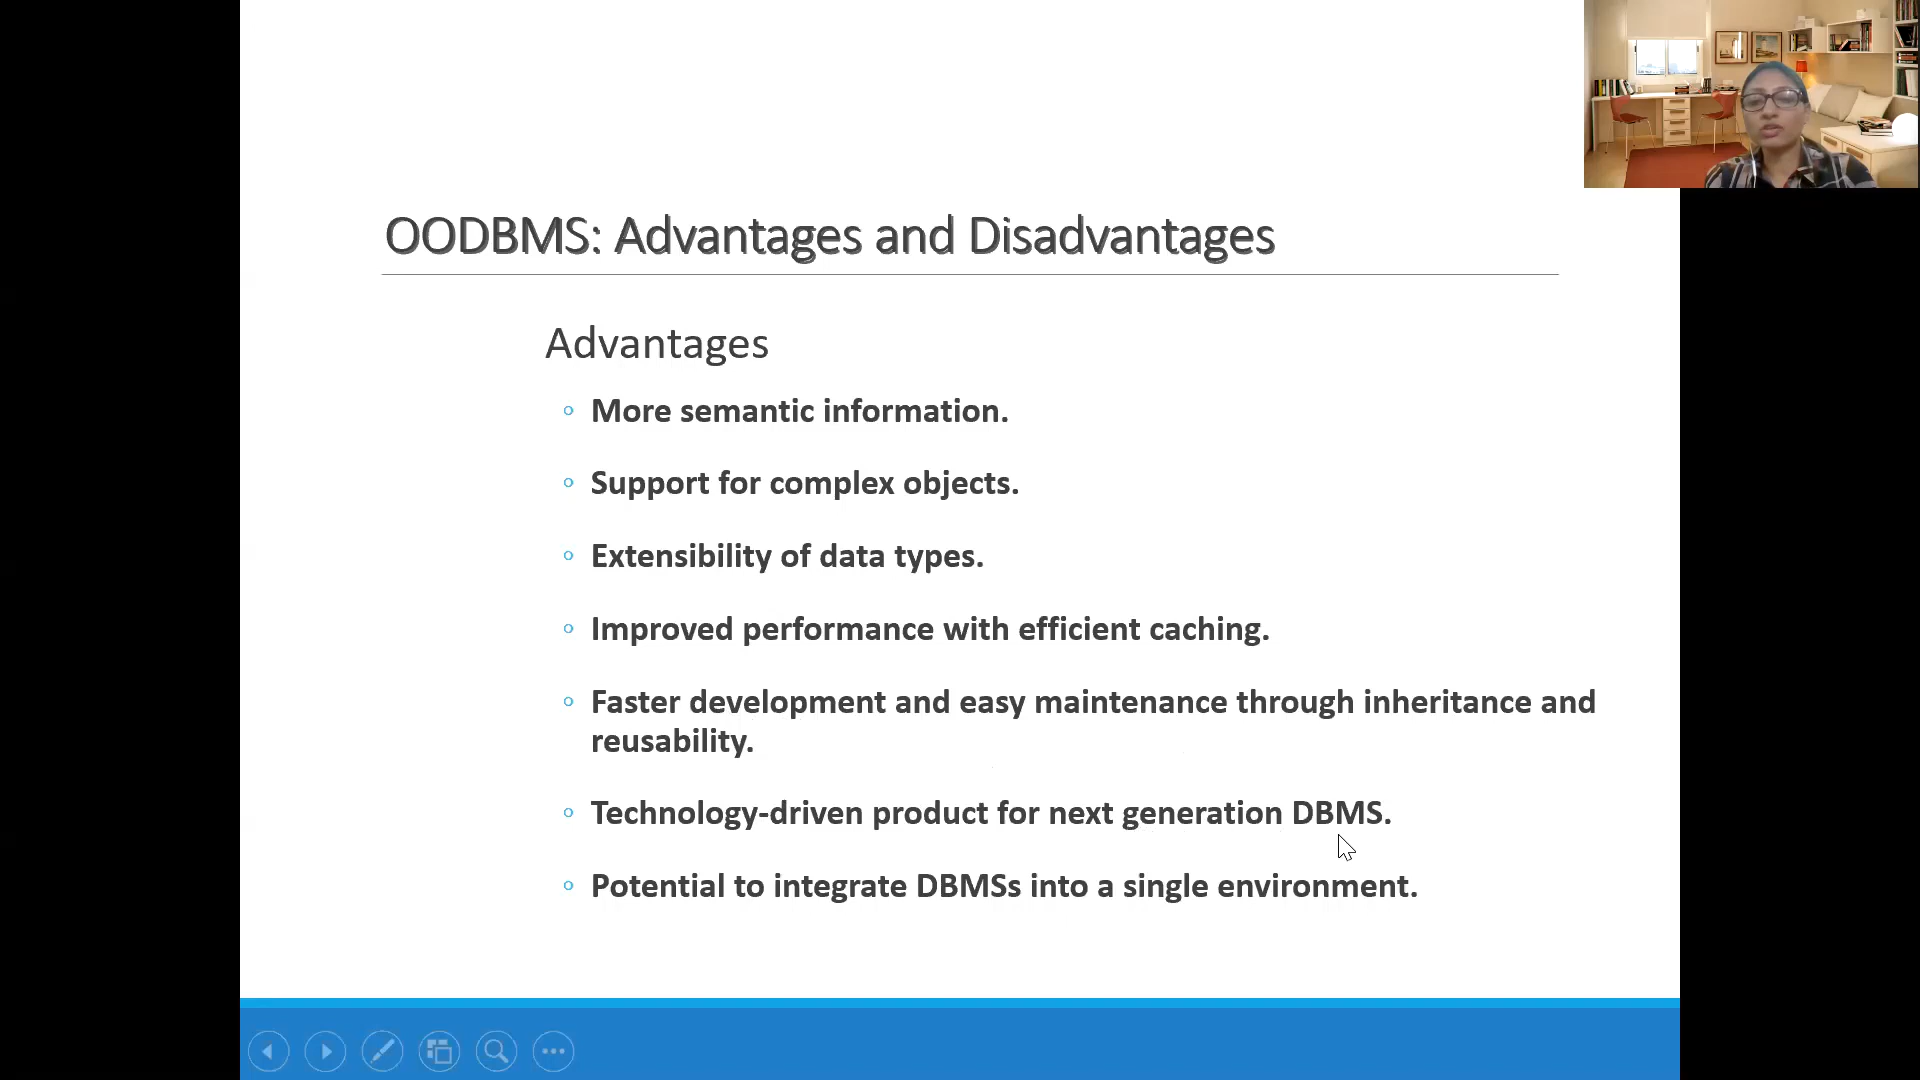 OODBMS: Advantages and Disadvantages
Advantages
More semantic information.
Support for complex objects.
Extensibility of data types.
Improved performance with efficient caching.
Faster development and easy maintenance through inheritance and
reusability.
Technology-driven product for next generation DBMS.
Potential to integrate DBMSs into a single environment.